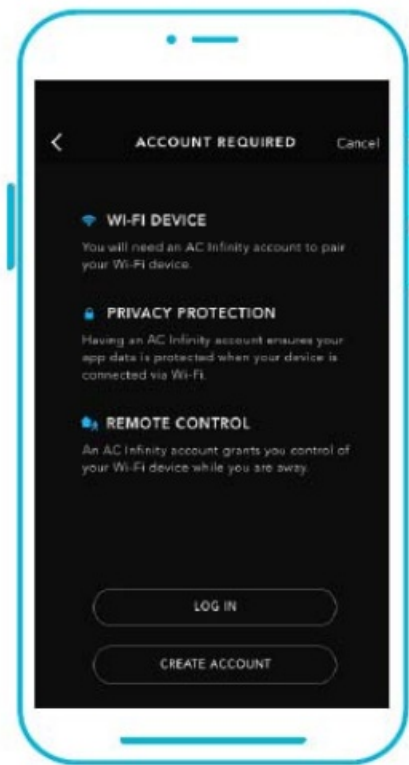 ACCOUNT REQUIRED Cancel
WI-FI DEVICE
You will need an AC Infinity account to pair
your Wi-Fi device.
PRIVACY PROTECTION
Having an AC Infinity account ensures your
app data is protected when your device is
connected via Wi-Fi.
REMOTE CONTROL
An AC Infinity account grants you control of
your Wi-Fi device while you are away.
LOG IN
CREATE ACCOUNT